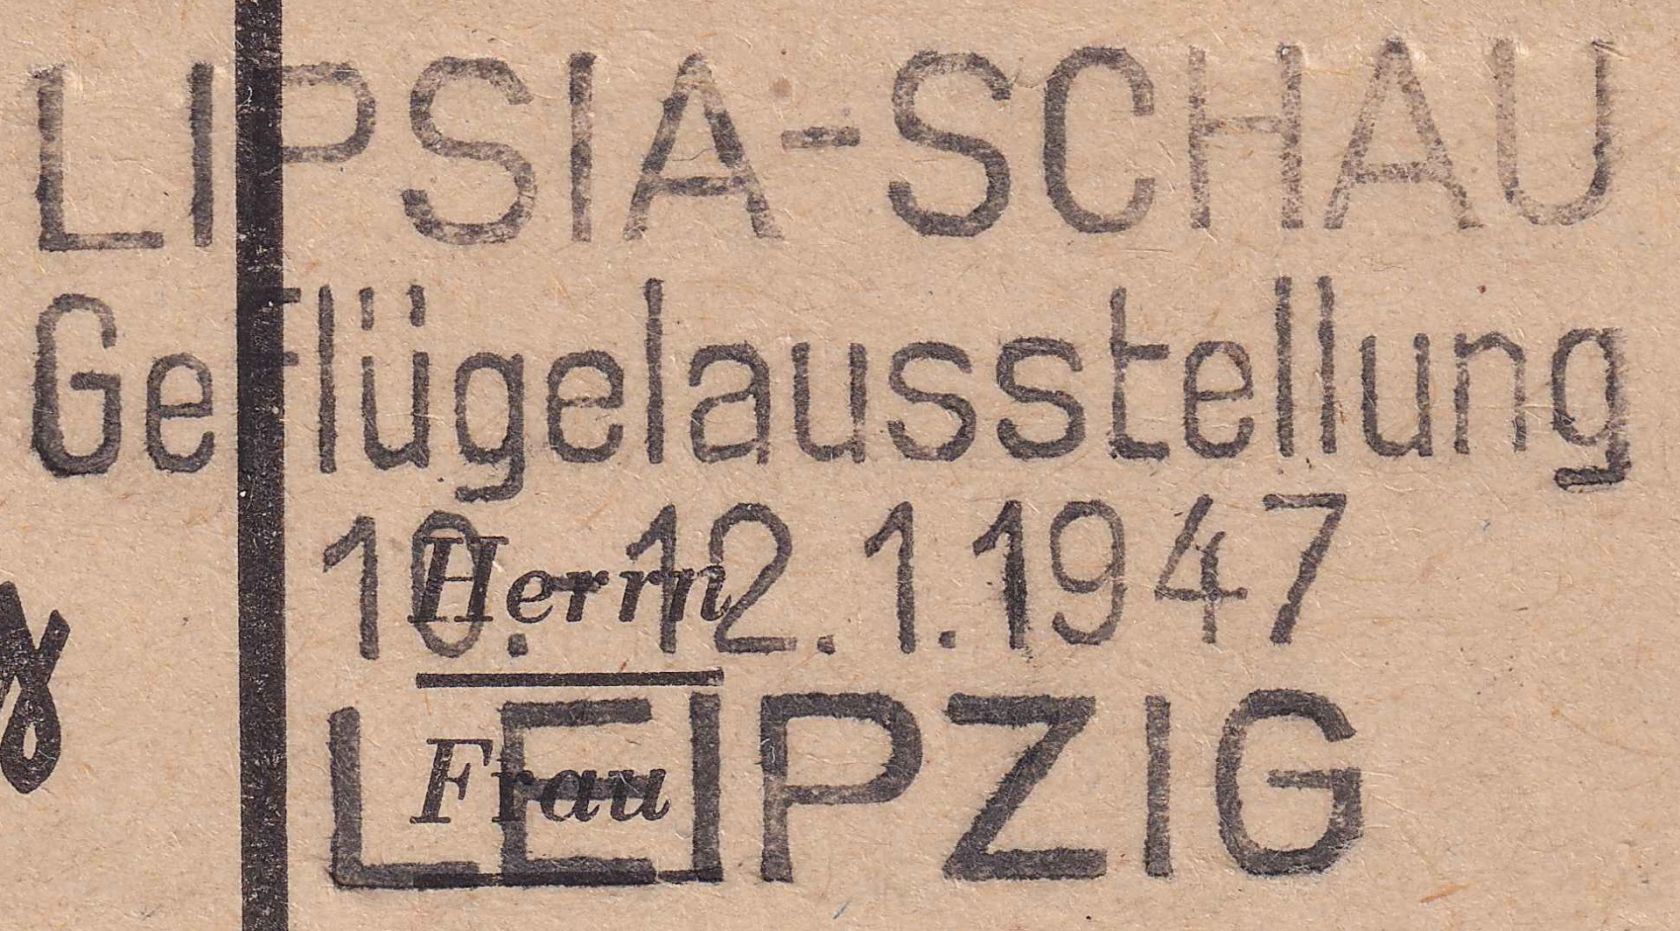 LIPSIA-SCHAU
Geflügelausstellung
10.-12.1.1947
Herrn
LEIPZIG
Frau